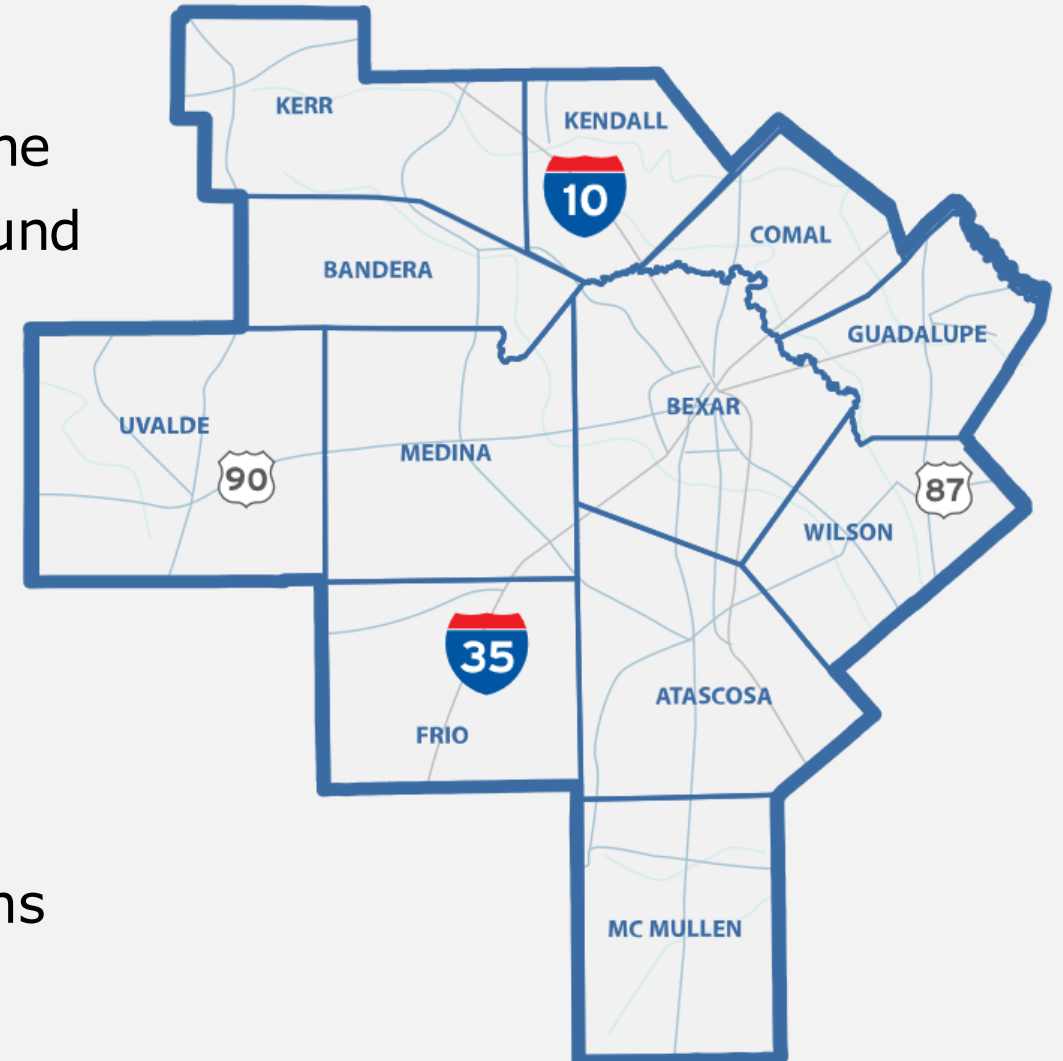 KERR
ne
KENDALL
10
und
COMAL
BANDERA
GUADALUPE
BEXAR
UVALDE
MEDINA
90
87
WILSON
35
ATASCOSA
FRIO
ns
MC MULLEN